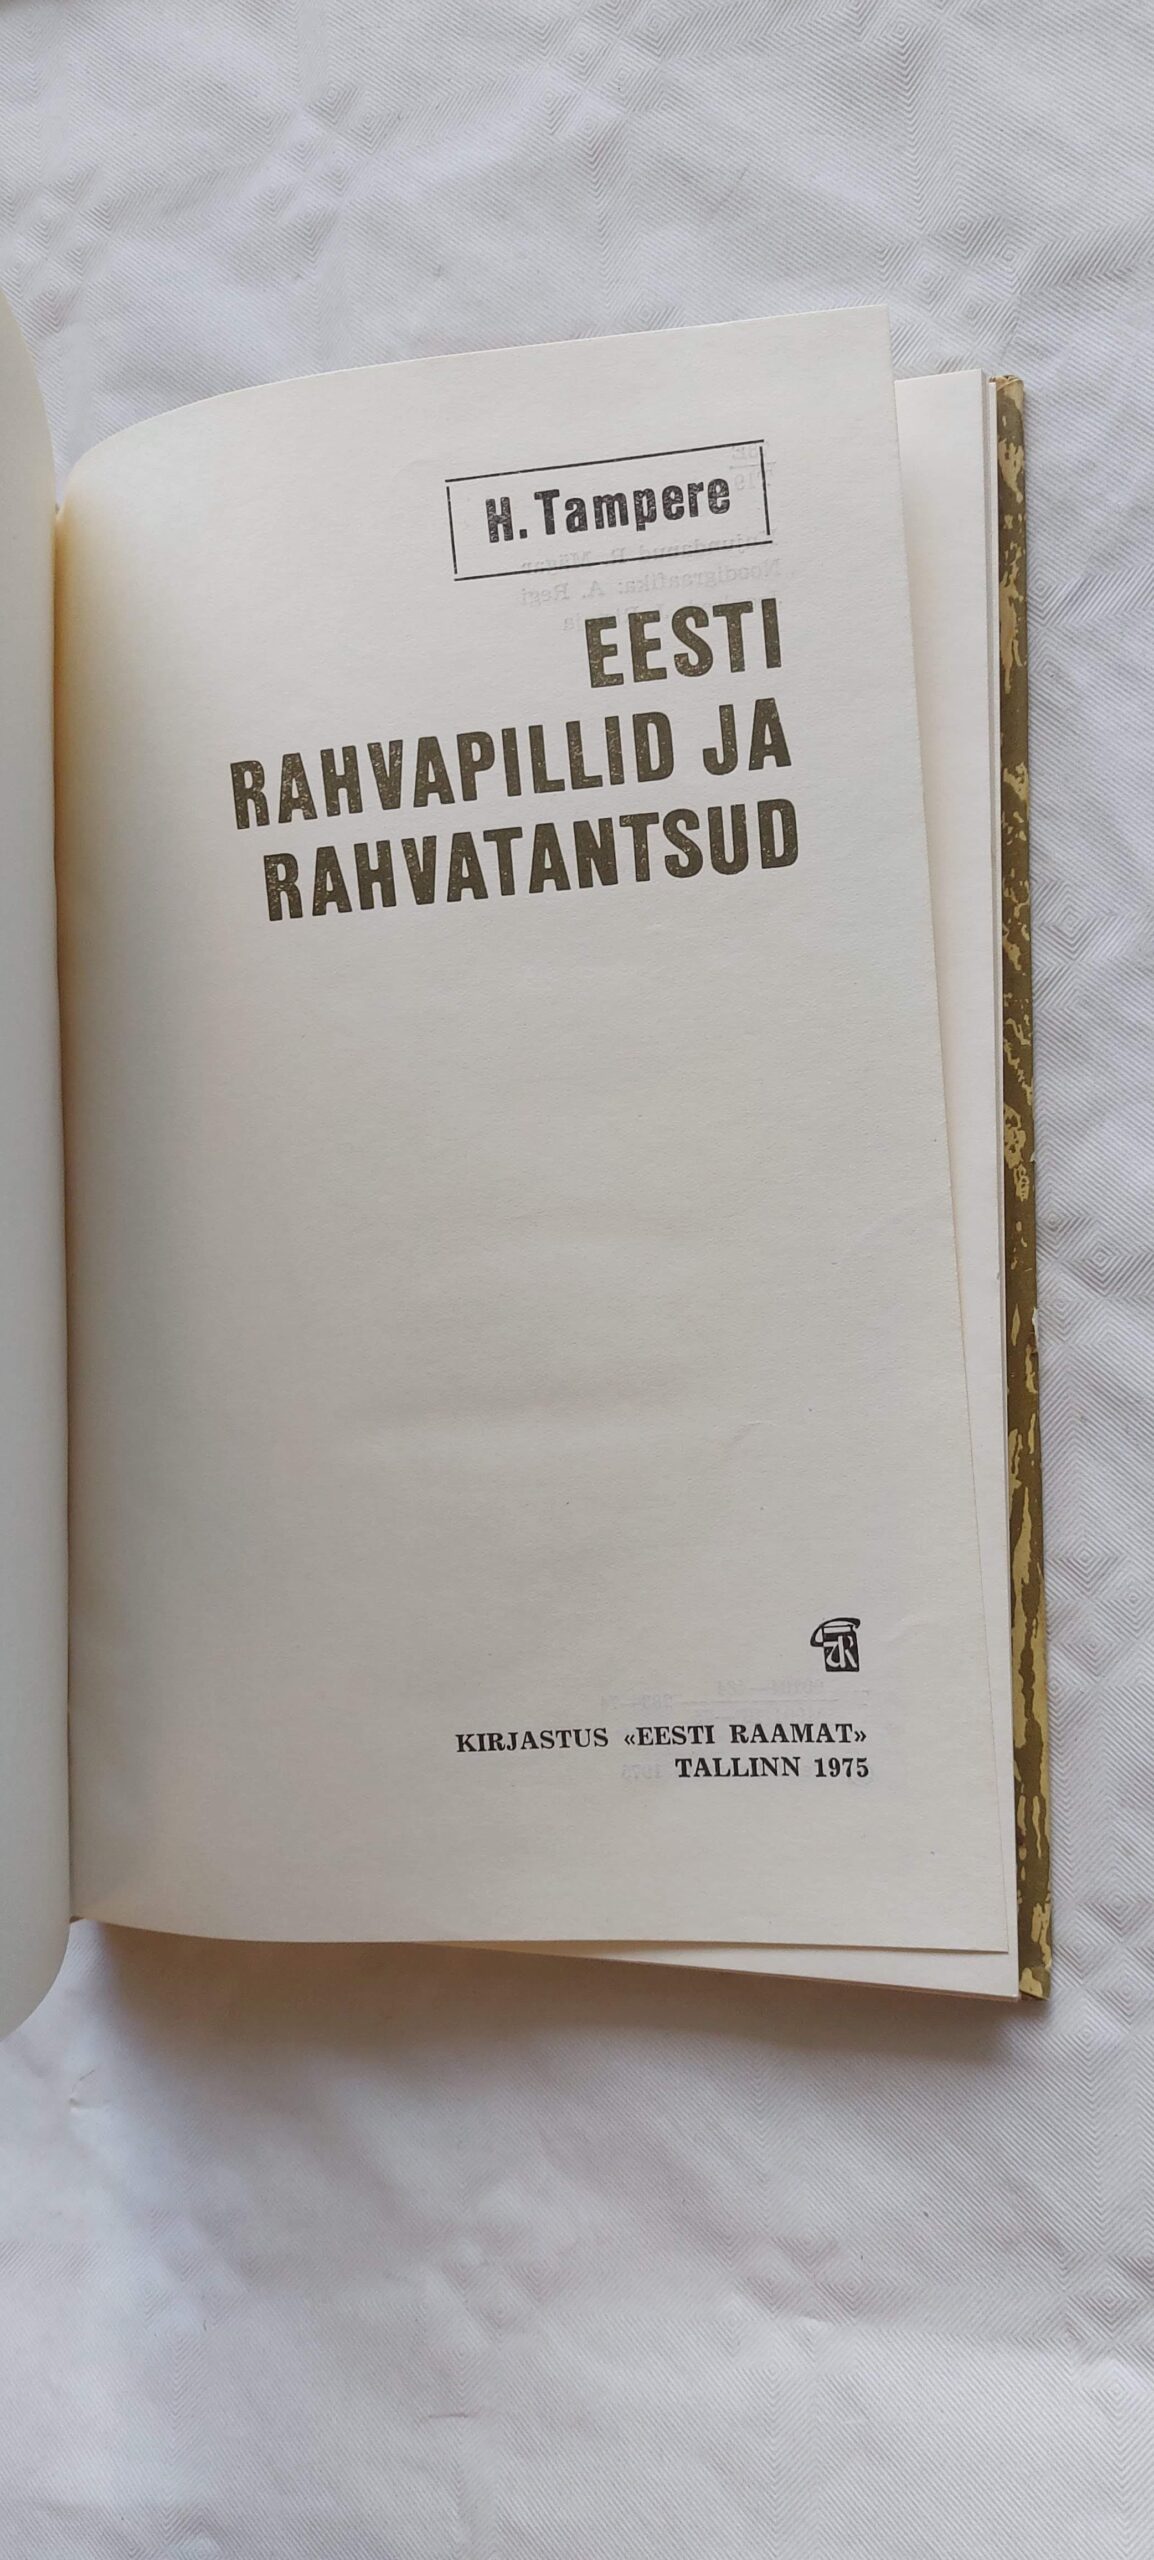 H. Tampere
EESTI
RAHVAPILLID JA
RAHVATANTSUD
KIRJASTUS «EESTI RAAMAT»
TALLINN 1975